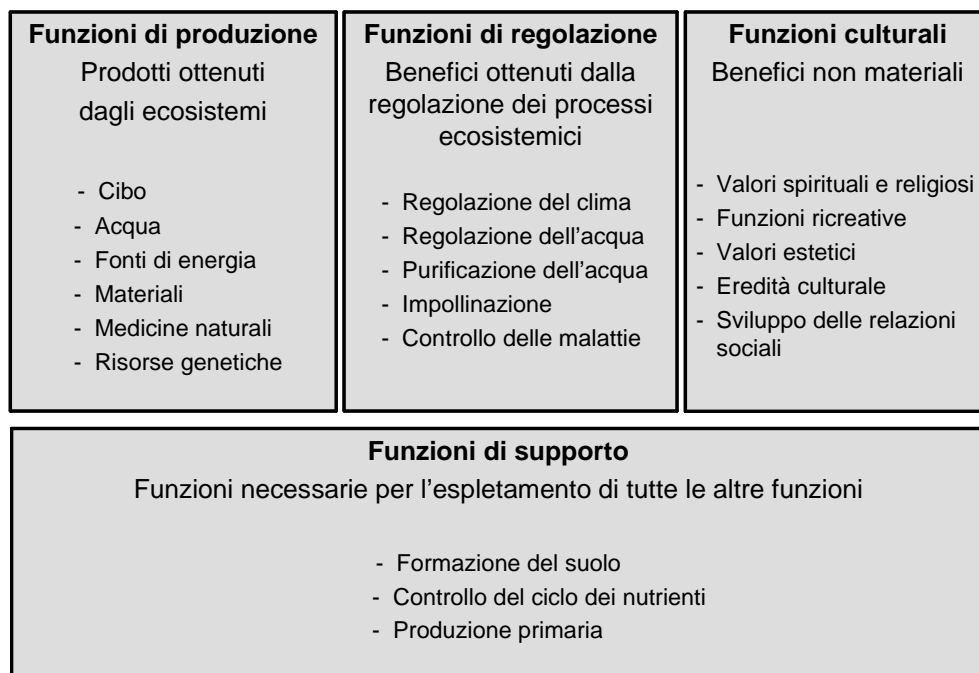 Funzioni di produzione
Prodotti ottenuti
dagli ecosistemi
- Cibo
- Acqua
- Fonti di energia
- Materiali
- Medicine naturali
- Risorse genetiche
Funzioni di regolazione
Benefici ottenuti dalla
regolazione dei processi
ecosistemici
- Regolazione del clima
- Regolazione dell’acqua
- Purificazione dell’acqua
- Impollinazione
- Controllo delle malattie
Funzioni culturali
Benefici non materiali
- Valori spirituali e religiosi
- Funzioni ricreative
- Valori estetici
- Eredità culturale
- Sviluppo delle relazioni
sociali
Funzioni di supporto
Funzioni necessarie per l’espletamento di tutte le altre funzioni
- Formazione del suolo
- Controllo del ciclo dei nutrienti
- Produzione primaria